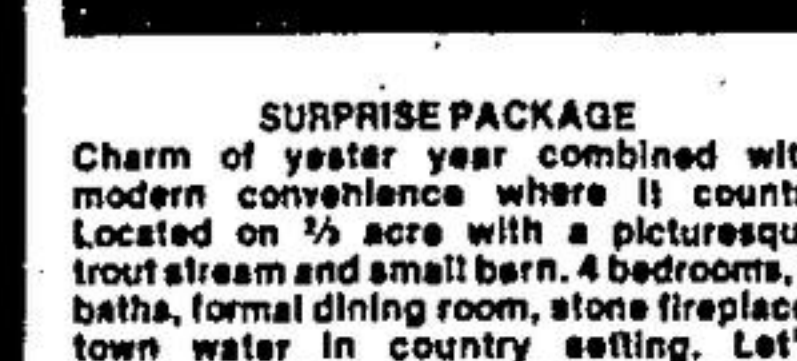 SURPRISE PACKAGE
Charm of yester year combined wit
modern convenience where it count
Located on ⅔ acre with a picturesqu
trout stream and small barn. 4 bedrooms,
baths, formal dining room, stone fireplace
town water in country setting. Let'